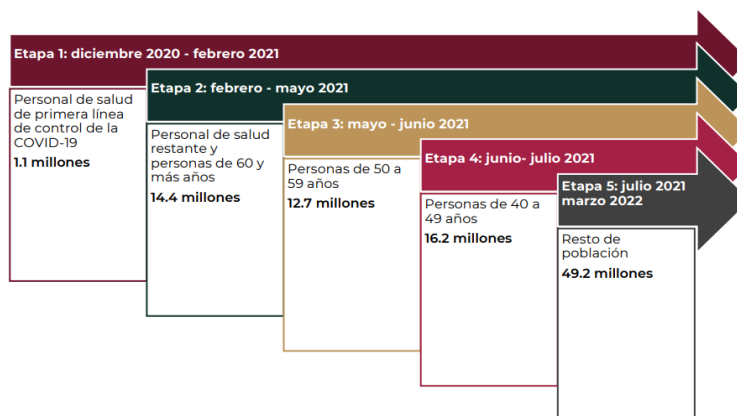 Etapa 1: diciembre 2020 - febrero 2021
Personal de salud
de primera línea
de control de la
COVID-19
1.1 millones
Etapa 2: febrero - mayo 2021
Personal de salud
restante y
personas de 60 y
más años
14.4 millones
Etapa 3: mayo - junio 2021
Personas de 50 a
59 años
12.7 millones
Etapa 4: junio- julio 2021
Personas de 40 a
49 años
16.2 millones
Etapa 5: julio 2021
marzo 2022
Resto de
población
49.2 millones